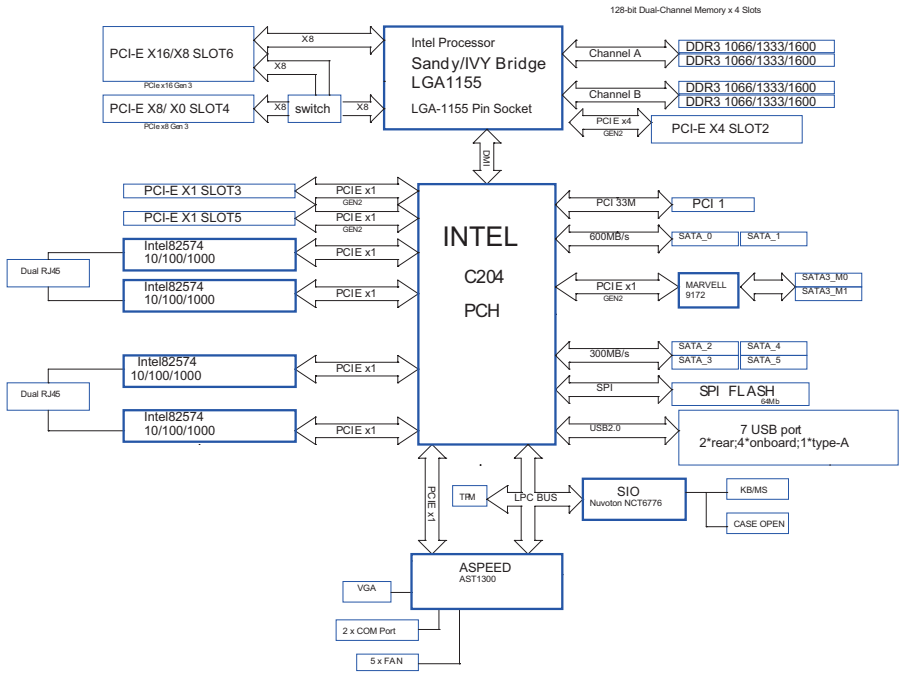 128-bit Dual-Channel Memory x 4 Slots
PCI-E X16/X8 SLOT6
PCIe x16 Gen 3
X8
X8
PCI-E X8/ X0 SLOT4
PCIe x8 Gen 3
X8
switch
X8
Intel Processor
Sandy/IVY Bridge
LGA1155
LGA-1155 Pin Socket
Channel A
DDR3 1066/1333/1600
DDR3 1066/1333/1600
Channel B
DDR3 1066/1333/1600
DDR3 1066/1333/1600
PCIE x4
GEN2
PCI-E X4 SLOT2
DMI
PCI-E X1 SLOT3
PCIE x1
GEN2
PCI-E X1 SLOT5
PCIE x1
GEN2
Dual RJ45
Intel82574
10/100/1000
PCIE x1
Intel82574
10/100/1000
PCIE x1
Dual RJ45
Intel82574
10/100/1000
PCIE x1
Intel82574
10/100/1000
PCIE x1
INTEL
C204
PCH
PCI 33M
PCI 1
600MB/s
SATA_0
SATA_1
PCIE x1
GEN2
MARVELL
9172
SATA3_M0
SATA3_M1
300MB/s
SATA_2
SATA_4
SATA_3
SATA_5
SPI
SPI FLASH
64Mb
USB2.0
7 USB port
2*rear;4*onboard;1*type-A
PCIE x1
TPM
LPC BUS
SIO
Nuvoton NCT6776
KB/MS
CASE OPEN
ASPEED
AST1300
VGA
2 x COM Port
5 x FAN